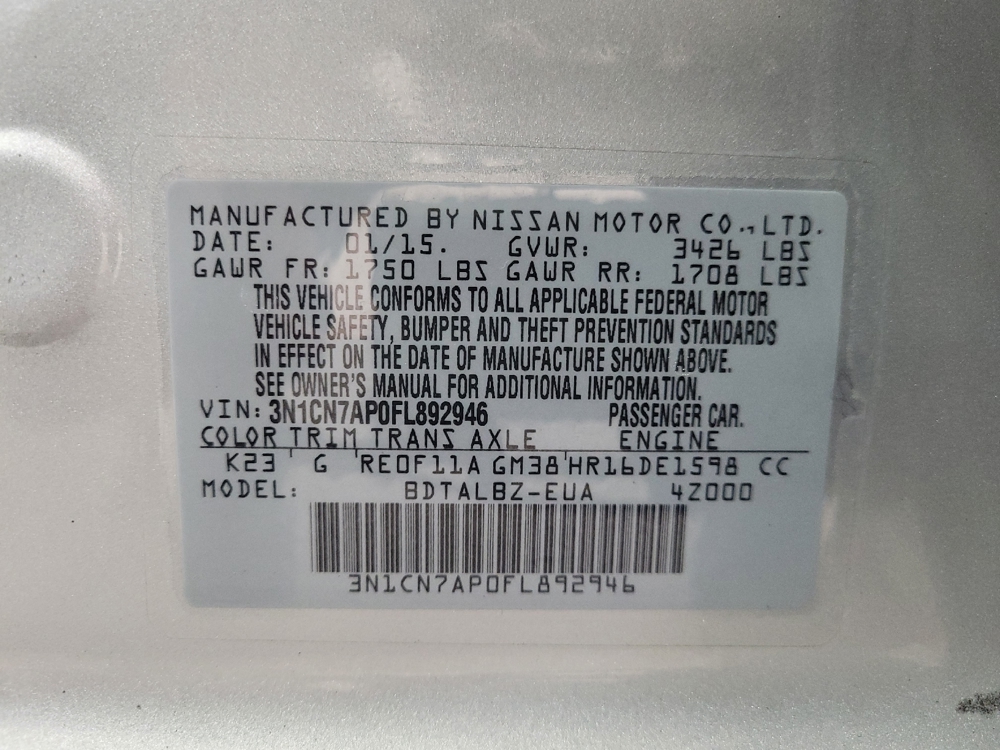 MANUFACTURED BY NISSAN MOTOR CO., LTD.
DATE: 01/15. GVWR: 3426 LBS
GAWR FR: 1750 LBS GAWR RR: 1708 LBS
THIS VEHICLE CONFORMS TO ALL APPLICABLE FEDERAL MOTOR
VEHICLE SAFETY, BUMPER AND THEFT PREVENTION STANDARDS
IN EFFECT ON THE DATE OF MANUFACTURE SHOWN ABOVE.
SEE OWNER'S MANUAL FOR ADDITIONAL INFORMATION.
VIN: 3N1CN7AP0FL892946 PASSENGER CAR.
COLOR TRIM TRANS AXLE ENGINE
K23 ' G ' RE0F11A GM38 ' HR16DE1598 CC
MODEL: BDTALBZ-EUA 4Z000
3N1CN7AP0FL892946